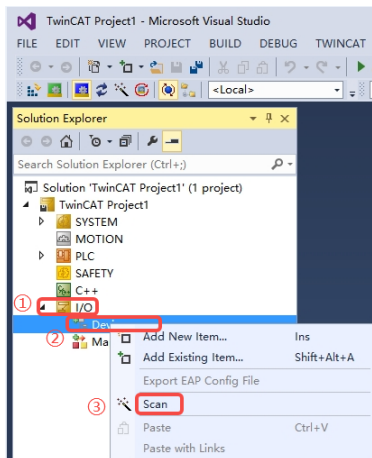 TwinCAT Project1 - Microsoft Visual Studio
FILE EDIT VIEW PROJECT BUILD DEBUG TWINCAT
<Local>
Solution Explorer
Search Solution Explorer (Ctrl+;)
Solution 'TwinCAT Project1' (1 project)
TwinCAT Project1
SYSTEM
MOTION
PLC
SAFETY
C++
① I/O
Dev
② Ma
Add New Item... Ins
Add Existing Item... Shift+Alt+A
Export EAP Config File
③ Scan
Paste Ctrl+V
Paste with Links